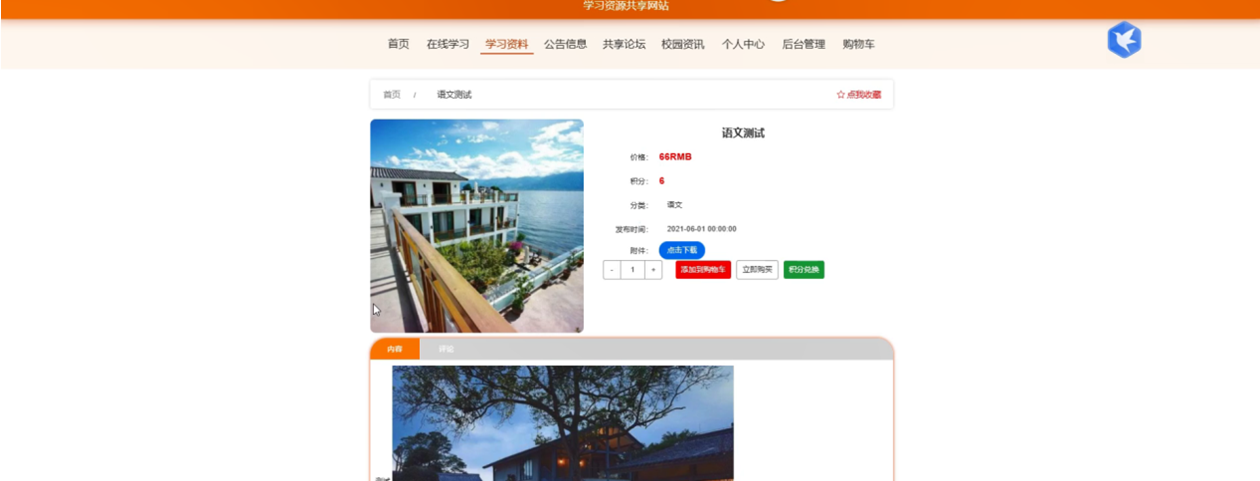 学习资源共享网站
首页 在线学习 学习资料 公告信息 共享论坛 校园资讯 个人中心 后台管理 购物车
首页 / 语文测试 ☆ 点我收藏
语文测试
价格： 66RMB
积分： 6
分类： 语文
发布时间： 2021-06-01 00:00:00
附件： 点击下载
- 1 + 添加到购物车 立即购买 积分兑换
内容 评论